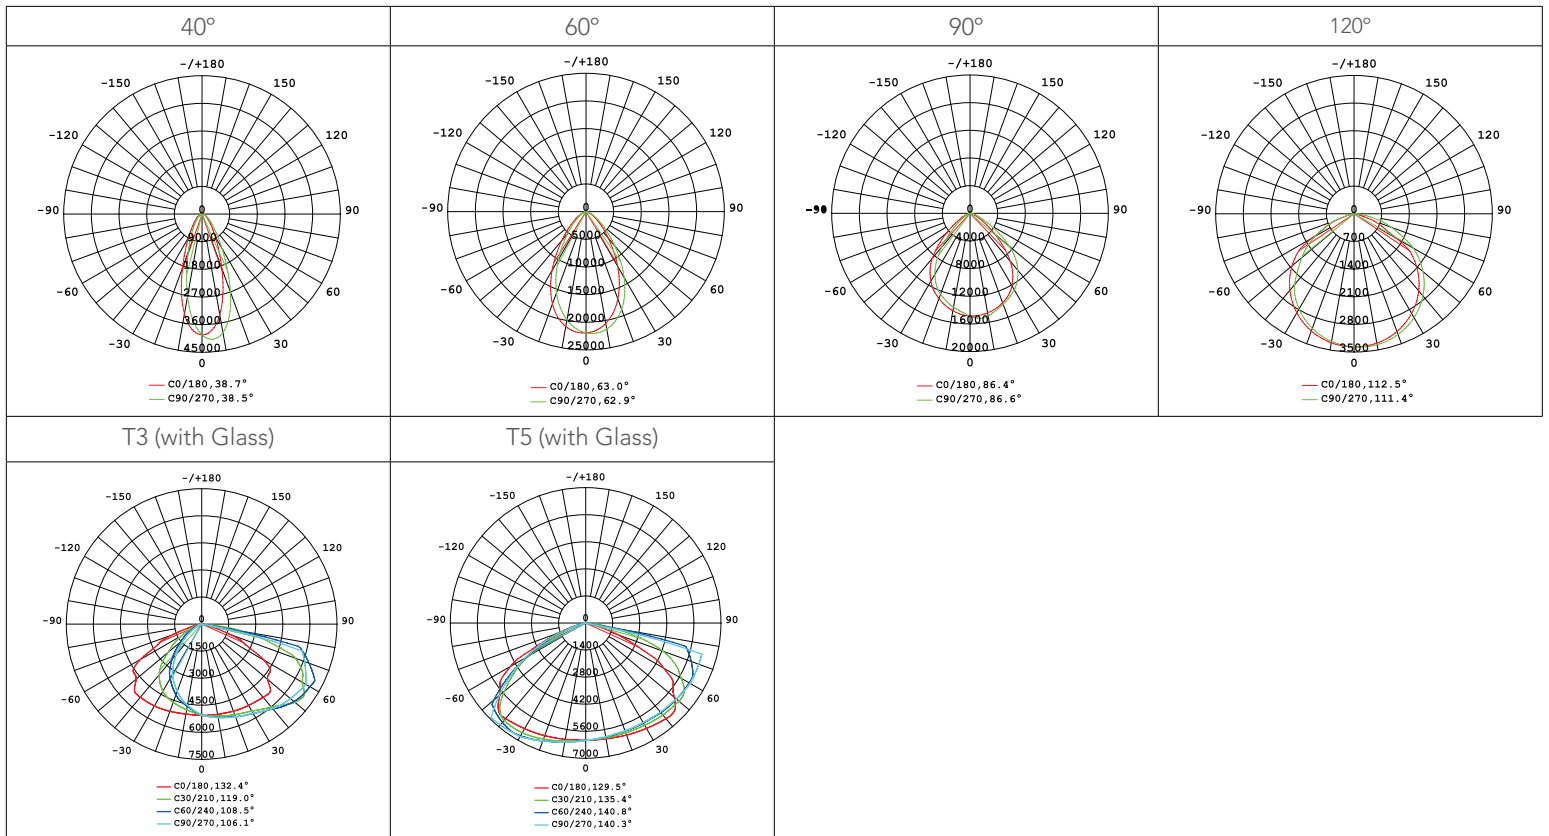 40° 60° 90° 120°
-/+180 -/+180 -/+180 -/+180
-150 150 -150 150 -150 150 -150 150
-120 120 -120 120 -120 120 -120 120
-90 0 90 -90 0 90 -90 0 90 -90 0 90
9000 5000 4000 700
18000 10000 8000 1400
-60 27000 60 -60 15000 60 -60 12000 60 -60 2100 60
36000 20000 16000 2800
-30 45000 30 -30 25000 30 -30 20000 30 -30 3500 30
0 0 0 0
C0/180,38.7° C0/180,63.0° C0/180,86.4° C0/180,112.5°
C90/270,38.5° C90/270,62.9° C90/270,86.6° C90/270,111.4°
T3 (with Glass) T5 (with Glass)
-/+180 -/+180
-150 150 -150 150
-120 120 -120 120
-90 0 90 -90 0 90
1500 1400
3000 2800
-60 4500 60 -60 4200 60
6000 5600
-30 7500 30 -30 7000 30
0 0
C0/180,132.4° C0/180,129.5°
C30/210,119.0° C30/210,135.4°
C60/240,108.5° C60/240,140.8°
C90/270,106.1° C90/270,140.3°